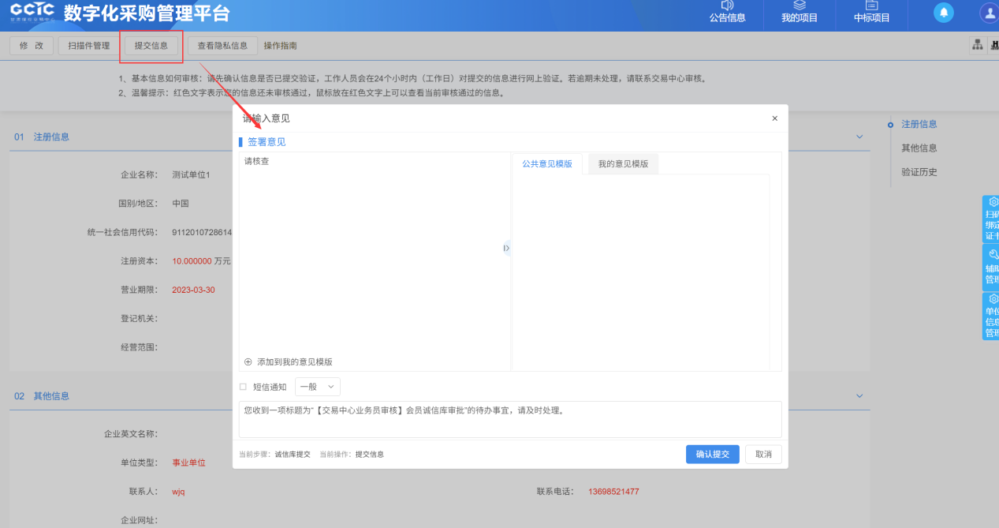 GCTC 数字化采购管理平台
公告信息
我的项目
中标项目
修 改
扫描件管理
提交信息
查看隐私信息
操作指南
1、基本信息如何审核：请先确认信息是否已提交验证，工作人员会在24个小时内（工作日）对提交的信息进行网上验证。若逾期未处理，请联系交易中心审核。
2、温馨提示：红色文字表示您的信息还未审核通过，鼠标放在红色文字上可以查看当前审核通过的信息。
01 注册信息
企业名称： 测试单位1
国别/地区： 中国
统一社会信用代码： 9112010728614
注册资本： 10.000000 万元
营业期限： 2023-03-30
登记机关：
经营范围：
请输入意见
×
签署意见
请核查
公共意见模版
我的意见模版
添加到我的意见模版
短信通知 一般
您收到一项标题为“【交易中心业务员审核】会员诚信库审批”的待办事宜，请及时处理。
当前步骤：诚信库提交 当前操作：提交信息
确认提交
取消
02 其他信息
企业英文名称：
单位类型： 事业单位
联系人： wjq
联系电话： 13698521477
企业网址：
注册信息
其他信息
验证历史
扫码
绑定
证书
辅助
管理
单位
信息
管理